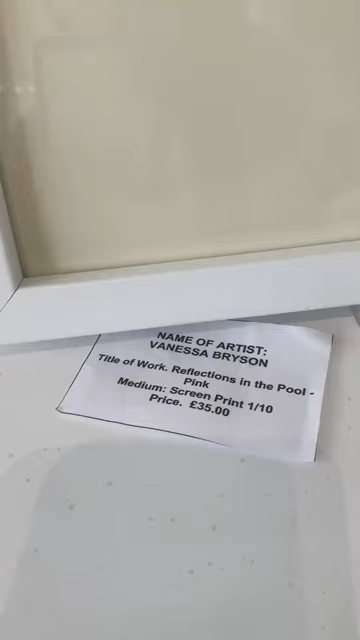 NAME OF ARTIST:
VANESSA BRYSON
Title of Work. Reflections in the Pool -
Pink
Medium: Screen Print 1/10
Price. £35.00